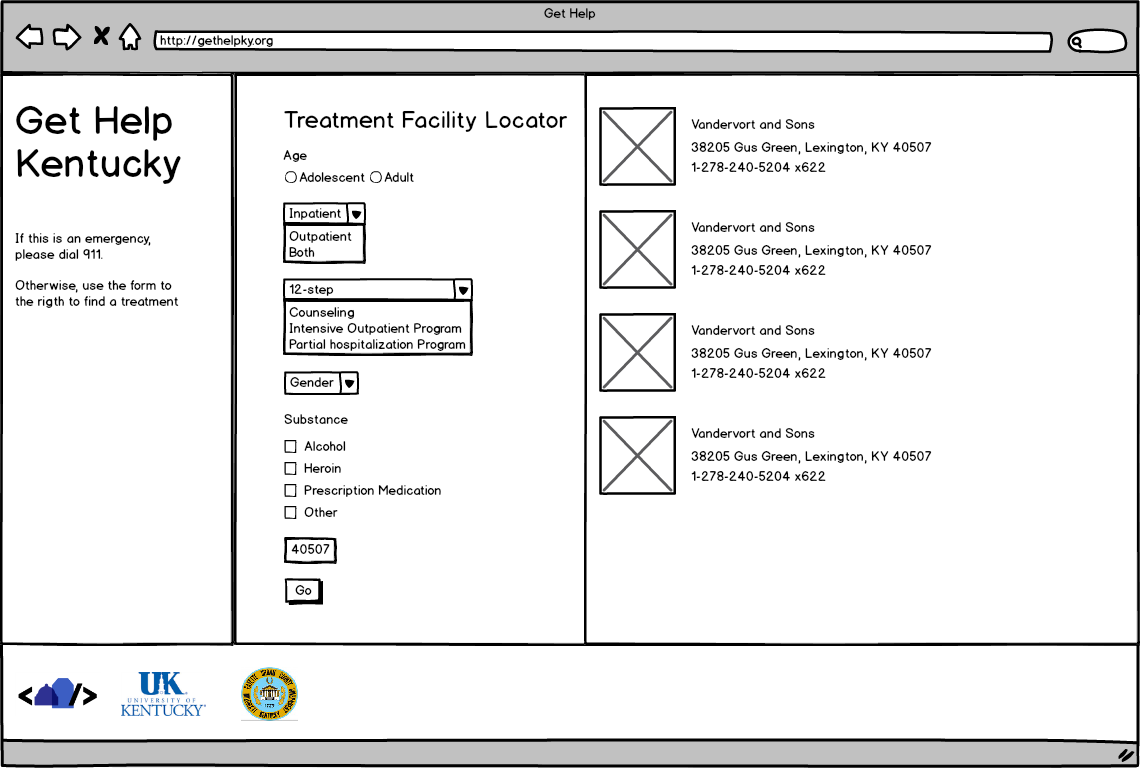 Get Help
http://gethelpky.org
Get Help
Kentucky
If this is an emergency,
please dial 911.
Otherwise, use the form to
the rigth to find a treatment
Treatment Facility Locator
Age
Adolescent Adult
Inpatient
Outpatient
Both
12-step
Counseling
Intensive Outpatient Program
Partial hospitalization Program
Gender
Substance
Alcohol
Heroin
Prescription Medication
Other
40507
Go
Vandervort and Sons
38205 Gus Green, Lexington, KY 40507
1-278-240-5204 x622
Vandervort and Sons
38205 Gus Green, Lexington, KY 40507
1-278-240-5204 x622
Vandervort and Sons
38205 Gus Green, Lexington, KY 40507
1-278-240-5204 x622
Vandervort and Sons
38205 Gus Green, Lexington, KY 40507
1-278-240-5204 x622
UK
UNIVERSITY OF
KENTUCKY